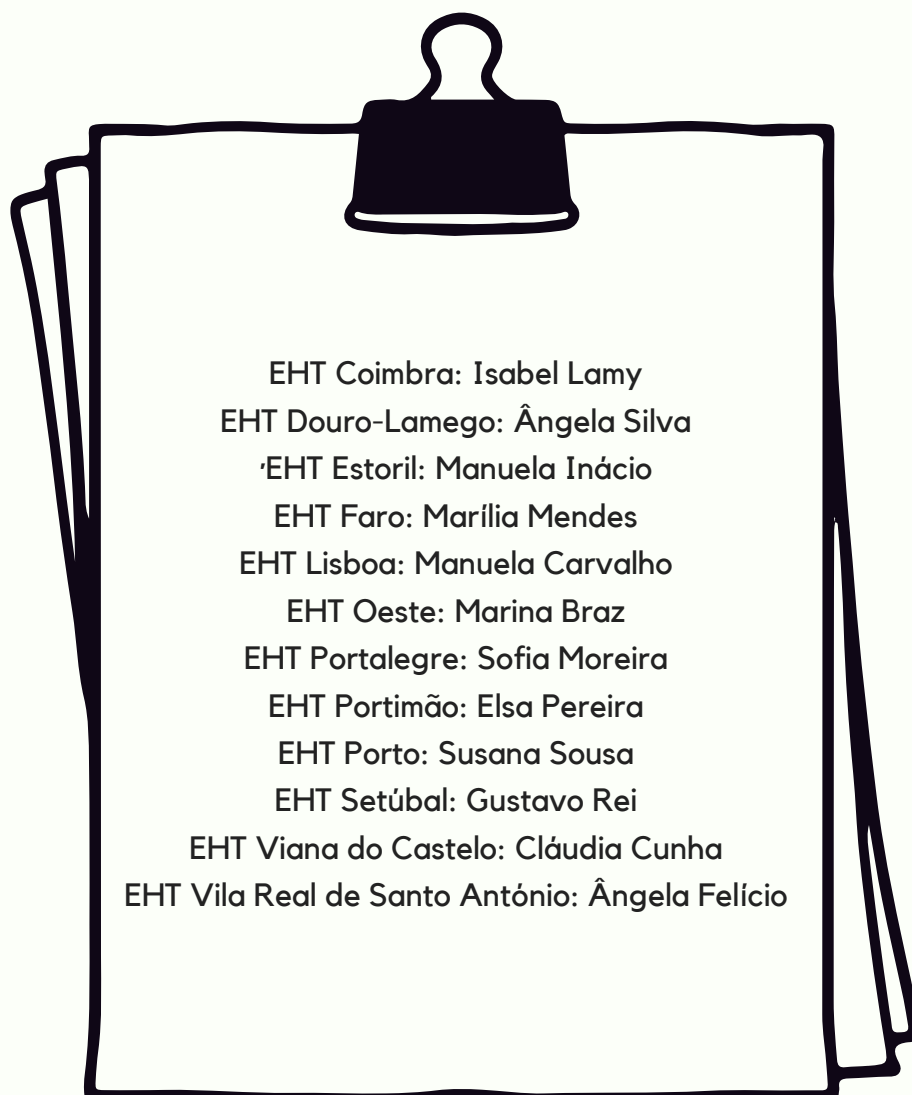 EHT Coimbra: Isabel Lamy
EHT Douro-Lamego: Ângela Silva
'EHT Estoril: Manuela Inácio
EHT Faro: Marília Mendes
EHT Lisboa: Manuela Carvalho
EHT Oeste: Marina Braz
EHT Portalegre: Sofia Moreira
EHT Portimão: Elsa Pereira
EHT Porto: Susana Sousa
EHT Setúbal: Gustavo Rei
EHT Viana do Castelo: Cláudia Cunha
EHT Vila Real de Santo António: Ângela Felício